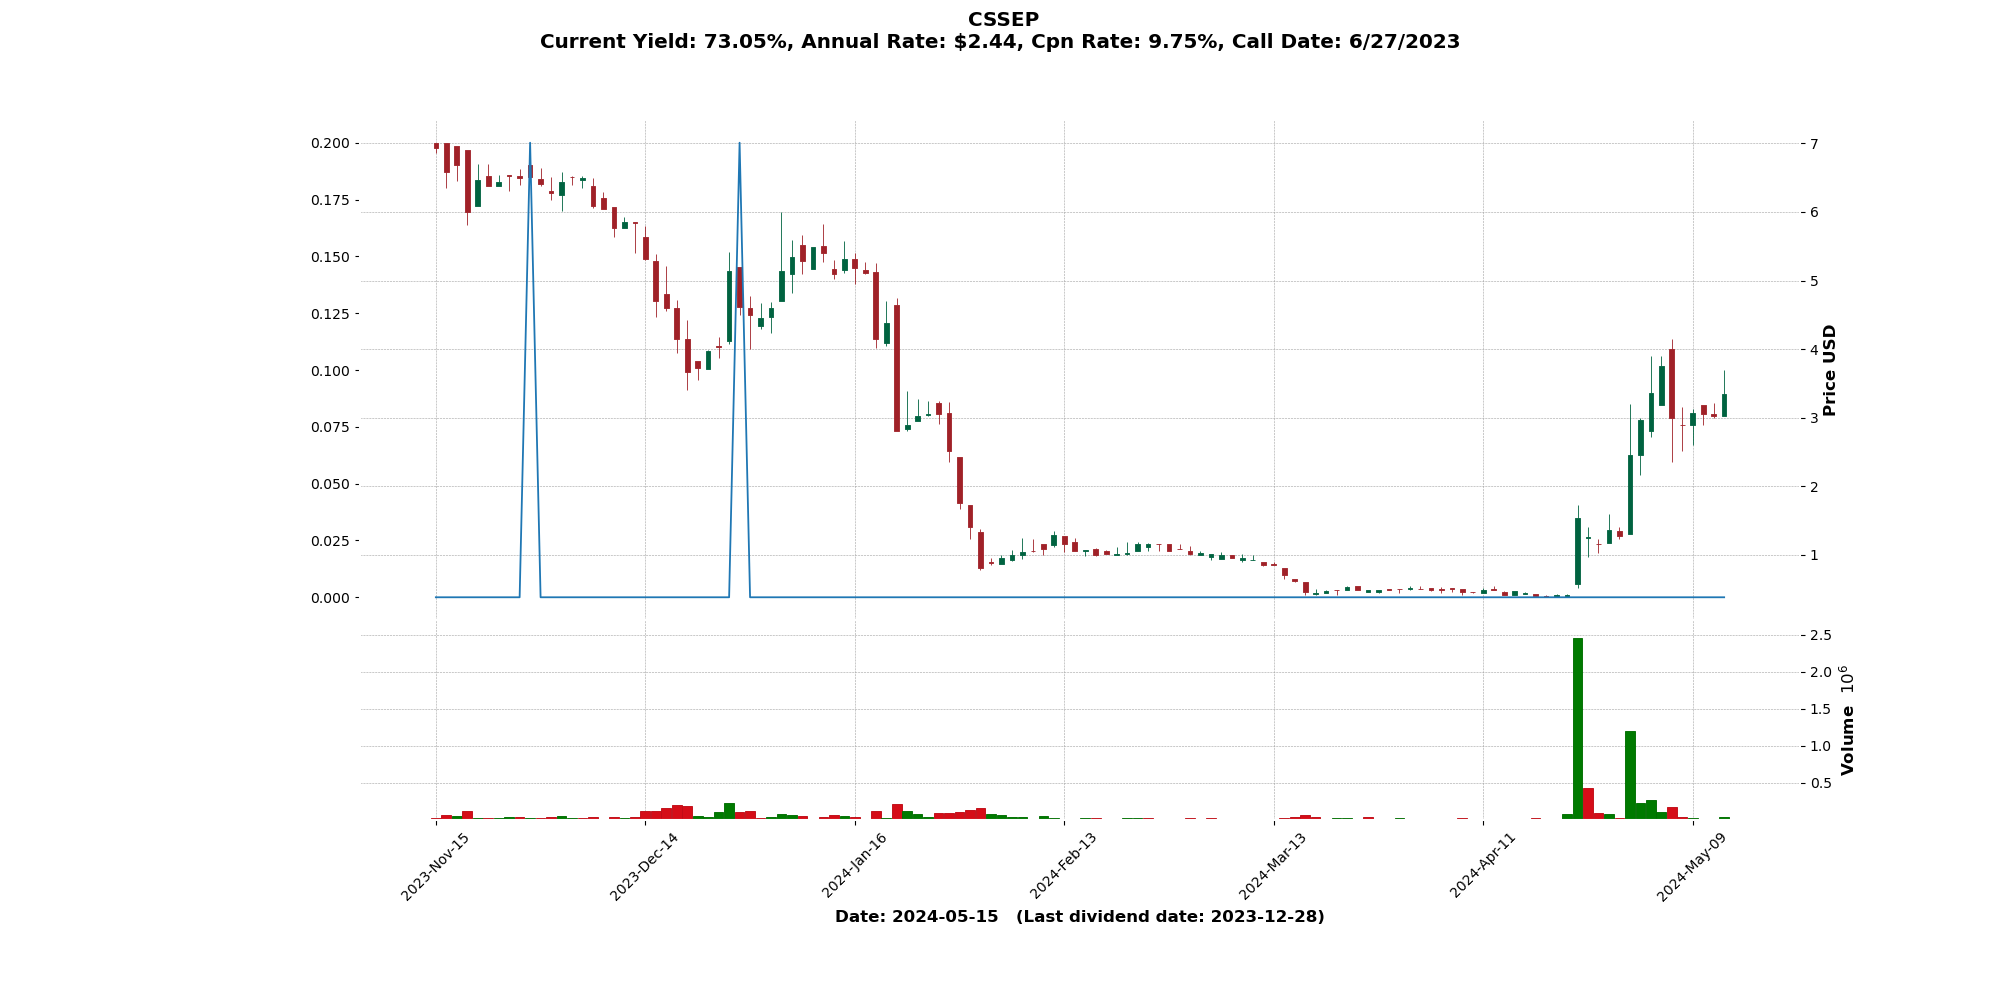 CSSEP
Current Yield: 73.05%, Annual Rate: $2.44, Cpn Rate: 9.75%, Call Date: 6/27/2023
0.200
0.175
0.150
0.125
0.100
0.075
0.050
0.025
0.000
7
6
5
4
3
2
1
Price USD
2.5
2.0
1.5
1.0
0.5
Volume 10⁶
2023-Nov-15
2023-Dec-14
2024-Jan-16
2024-Feb-13
2024-Mar-13
2024-Apr-11
2024-May-09
Date: 2024-05-15 (Last dividend date: 2023-12-28)